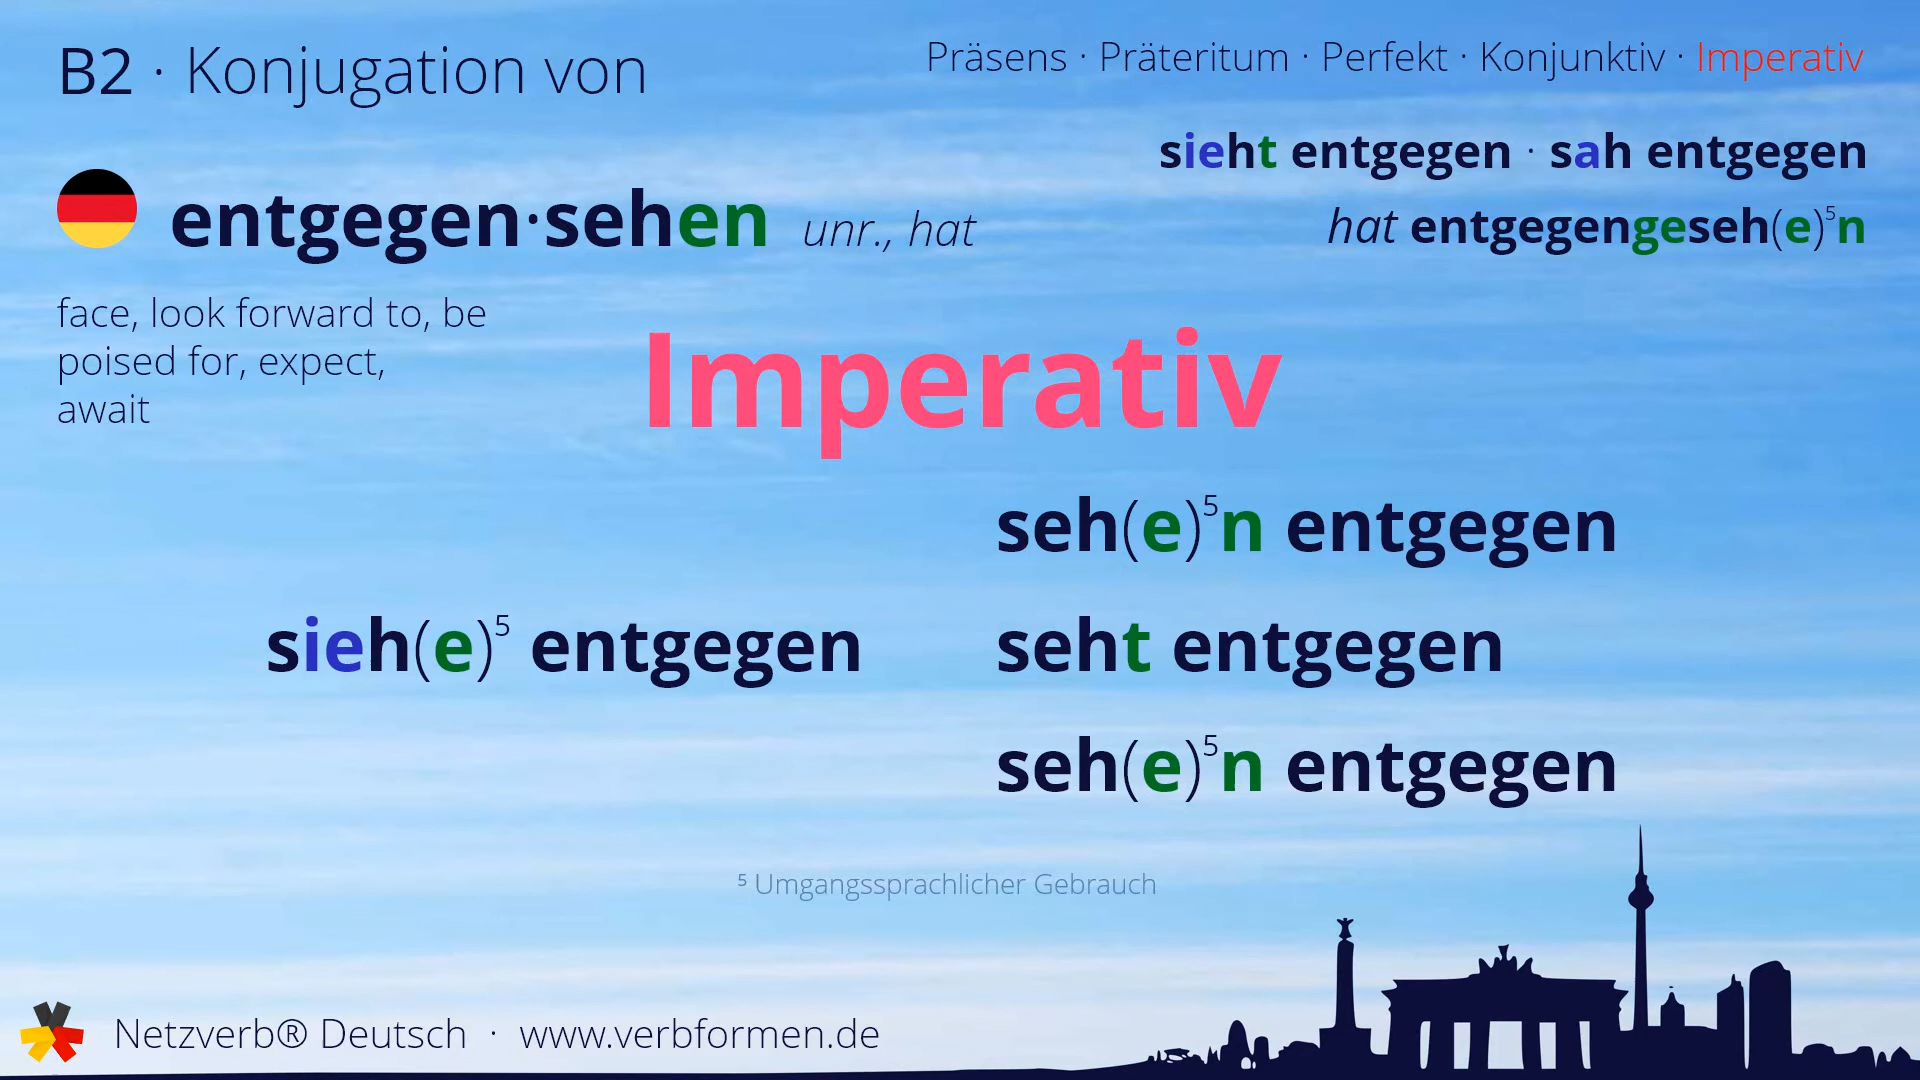 B2 · Konjugation von
Präsens · Präteritum · Perfekt · Konjunktiv · Imperativ
entgegen·sehen unr., hat
sieht entgegen · sah entgegen
hat entgegengeseh(e)⁵n
face, look forward to, be
poised for, expect,
await
Imperativ
seh(e)⁵n entgegen
sieh(e)⁵ entgegen
seht entgegen
seh(e)⁵n entgegen
⁵ Umgangssprachlicher Gebrauch
Netzverb® Deutsch · www.verbformen.de